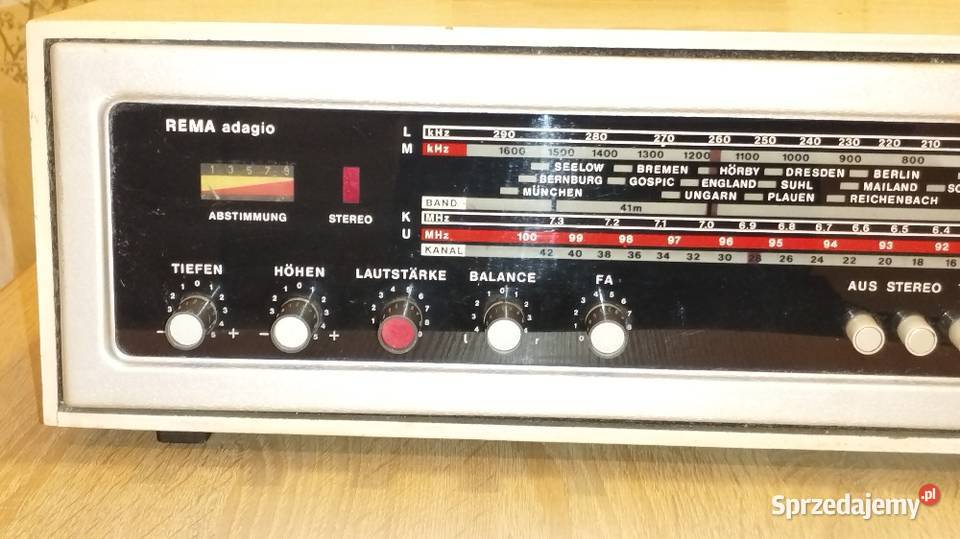 REMA adagio
1 3 5 7 8
ABSTIMMUNG
STEREO
L kHz 290 280 270 260 250 240 230 220 210
M kHz 1600 1500 1400 1300 1200 1100 1000 900 800
SEELOW BREMEN HÖRBY DRESDEN BERLIN
BERNBURG GOSPIC ENGLAND SUHL MAILAND
MÜNCHEN UNGARN PLAUEN REICHENBACH
BAND 41m
K MHz 7.3 7.2 7.1 7.0 6.9 6.8 6.7 6.6 6.5 6.4
U MHz 100 99 98 97 96 95 94 93 92
KANAL 42 40 38 36 34 32 30 28 26 24 22 20 18 16
TIEFEN HÖHEN LAUTSTÄRKE BALANCE FA
AUS STEREO
- + - + l r
Sprzedajemy.pl